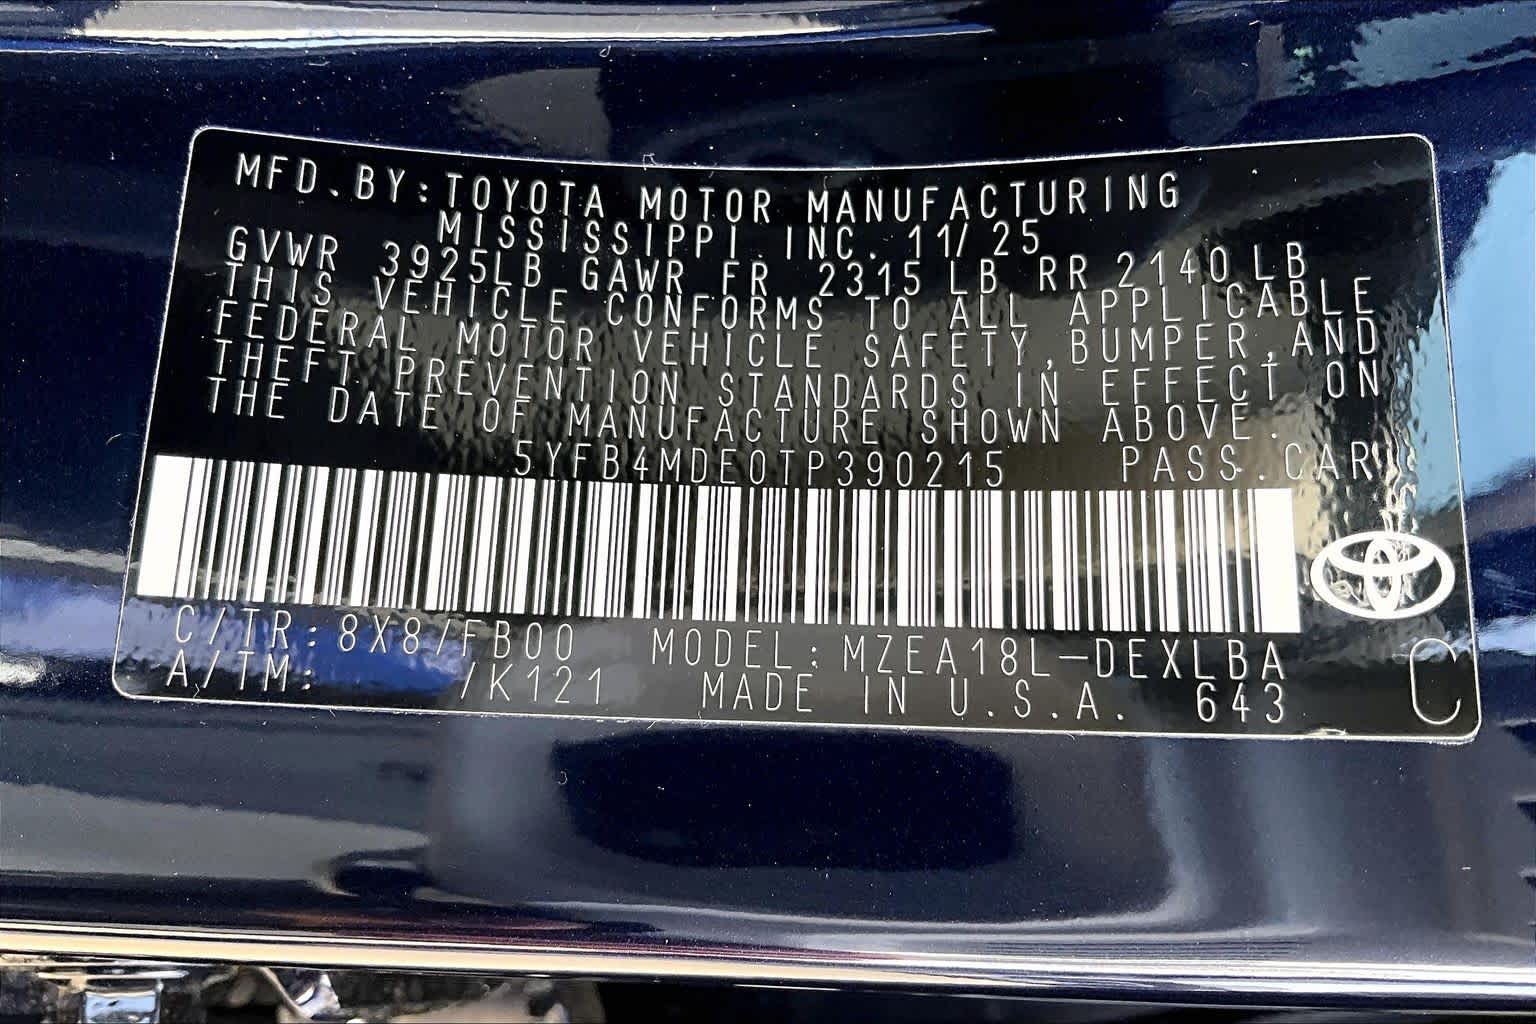 MFD.BY:TOYOTA MOTOR MANUFACTURING
MISSISSIPPI, INC. 11/25
GVWR 3925LB GAWR FR 2315 LB RR 2140LB
THIS VEHICLE CONFORMS TO ALL APPLICABLE
FEDERAL MOTOR VEHICLE SAFETY,BUMPER,AND
THEFT PREVENTION STANDARDS IN EFFECT ON
THE DATE OF MANUFACTURE SHOWN ABOVE.
5YFB4MDE0TP390215 PASS.CAR
C/TR:8X8/FB00 MODEL:MZEA18L-DEXLBA
A/TM: /K121 MADE IN U.S.A. 643
C